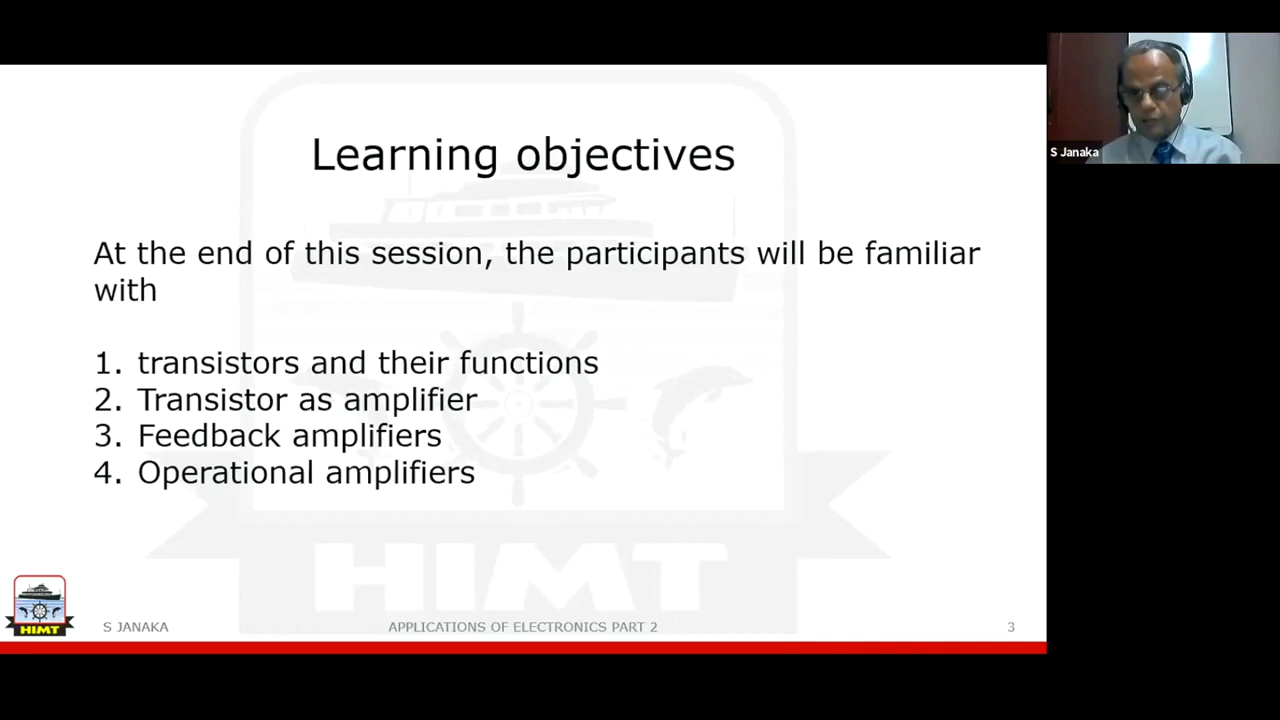 Learning objectives
S Janaka
At the end of this session, the participants will be familiar
with
1. transistors and their functions
2. Transistor as amplifier
3. Feedback amplifiers
4. Operational amplifiers
HIMT
HIMT
S JANAKA
APPLICATIONS OF ELECTRONICS PART 2
3